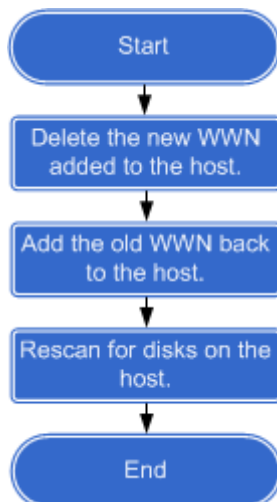 Start
Delete the new WWN
added to the host.
Add the old WWN back
to the host.
Rescan for disks on the
host.
End